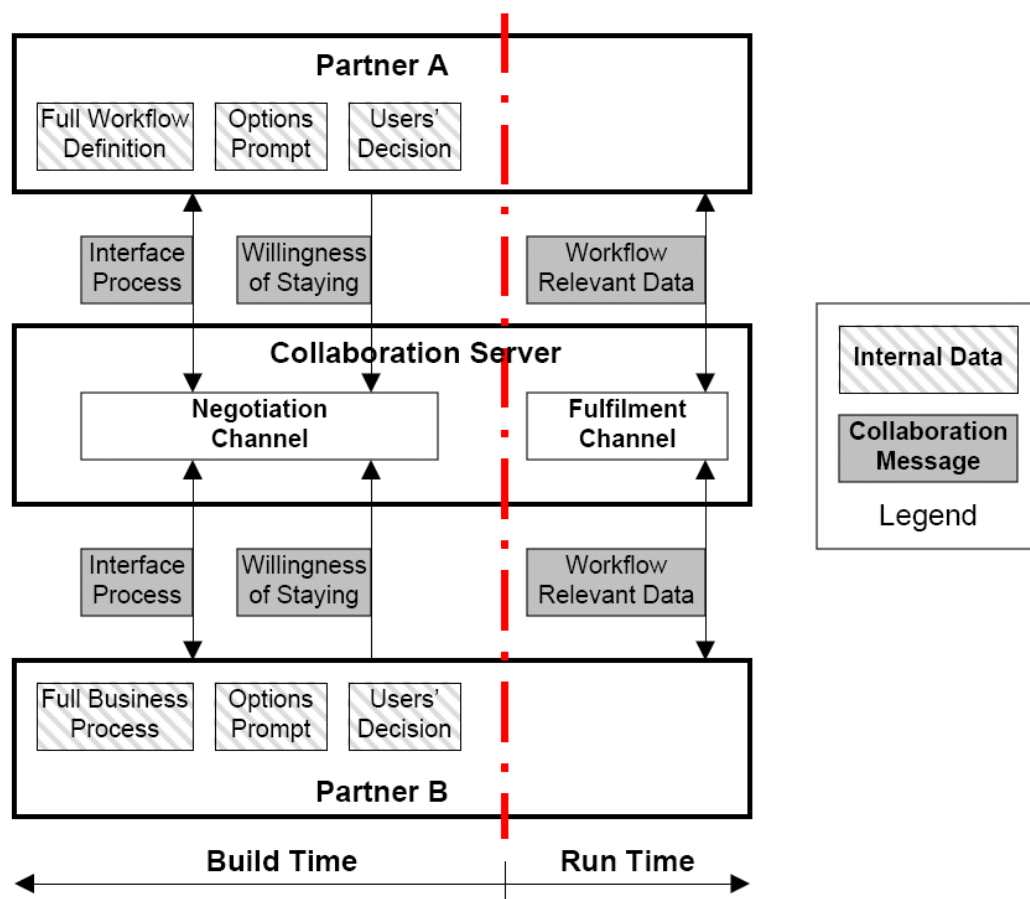 Partner A
Full Workflow
Definition
Options
Prompt
Users'
Decision
Interface
Process
Willingness
of Staying
Workflow
Relevant Data
Collaboration Server
Negotiation
Channel
Fulfilment
Channel
Interface
Process
Willingness
of Staying
Workflow
Relevant Data
Full Business
Process
Options
Prompt
Users'
Decision
Partner B
Build Time
Run Time
Internal Data
Collaboration
Message
Legend